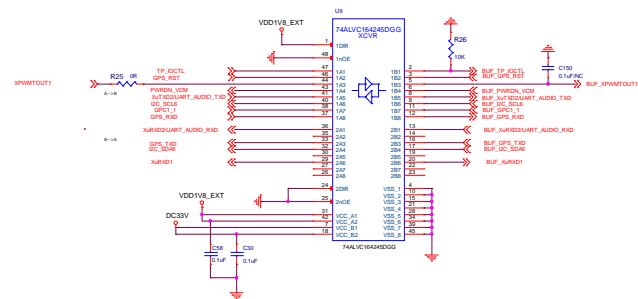 U9
VDD1V8_EXT
74ALVC164245DGG
XCVR
R26
10K
1 1DIR
48 1nOE
TP_IOCTL 47 1A1 1B1 2 BUF_TP_IOCTL
GPS_RST 46 1A2 1B2 3 BUF_GPS_RST
XPWMTOUT1 R25 0R 44 1A3 1B3 5 C150 0.1uF/NC BUF_XPWMTOUT1
A-->B PWRDN_VCM 43 1A4 1B4 6 BUF_PWRDN_VCM
XuTXD2/UART_AUDIO_TXD 41 1A5 1B5 8 BUF_XuTXD2/UART_AUDIO_TXD
I2C_SCL6 40 1A6 1B6 9 BUF_I2C_SCL6
GPC1_1 38 1A7 1B7 11 BUF_GPC1_1
GPS_RXD 37 1A8 1B8 12 BUF_GPS_RXD
XuRXD2/UART_AUDIO_RXD 36 2A1 2B1 13 BUF_XuRXD2/UART_AUDIO_RXD
35 2A2 2B2 14
B-->A GPS_TXD 33 2A3 2B3 16 BUF_GPS_TXD
I2C_SDA6 32 2A4 2B4 17 BUF_I2C_SDA6
30 2A5 2B5 19
XuRXD1 29 2A6 2B6 20 BUF_XuRXD1
27 2A7 2B7 22
26 2A8 2B8 23
24 2DIR VSS_1 4
VDD1V8_EXT 25 2nOE VSS_2 10
VSS_3 15
31 VCC_A1 VSS_4 21
DC33V 42 VCC_A2 VSS_5 28
7 VCC_B1 VSS_6 34
18 VCC_B2 VSS_7 39
VSS_8 45
74ALVC164245DGG
C58 C30
0.1uF 0.1uF